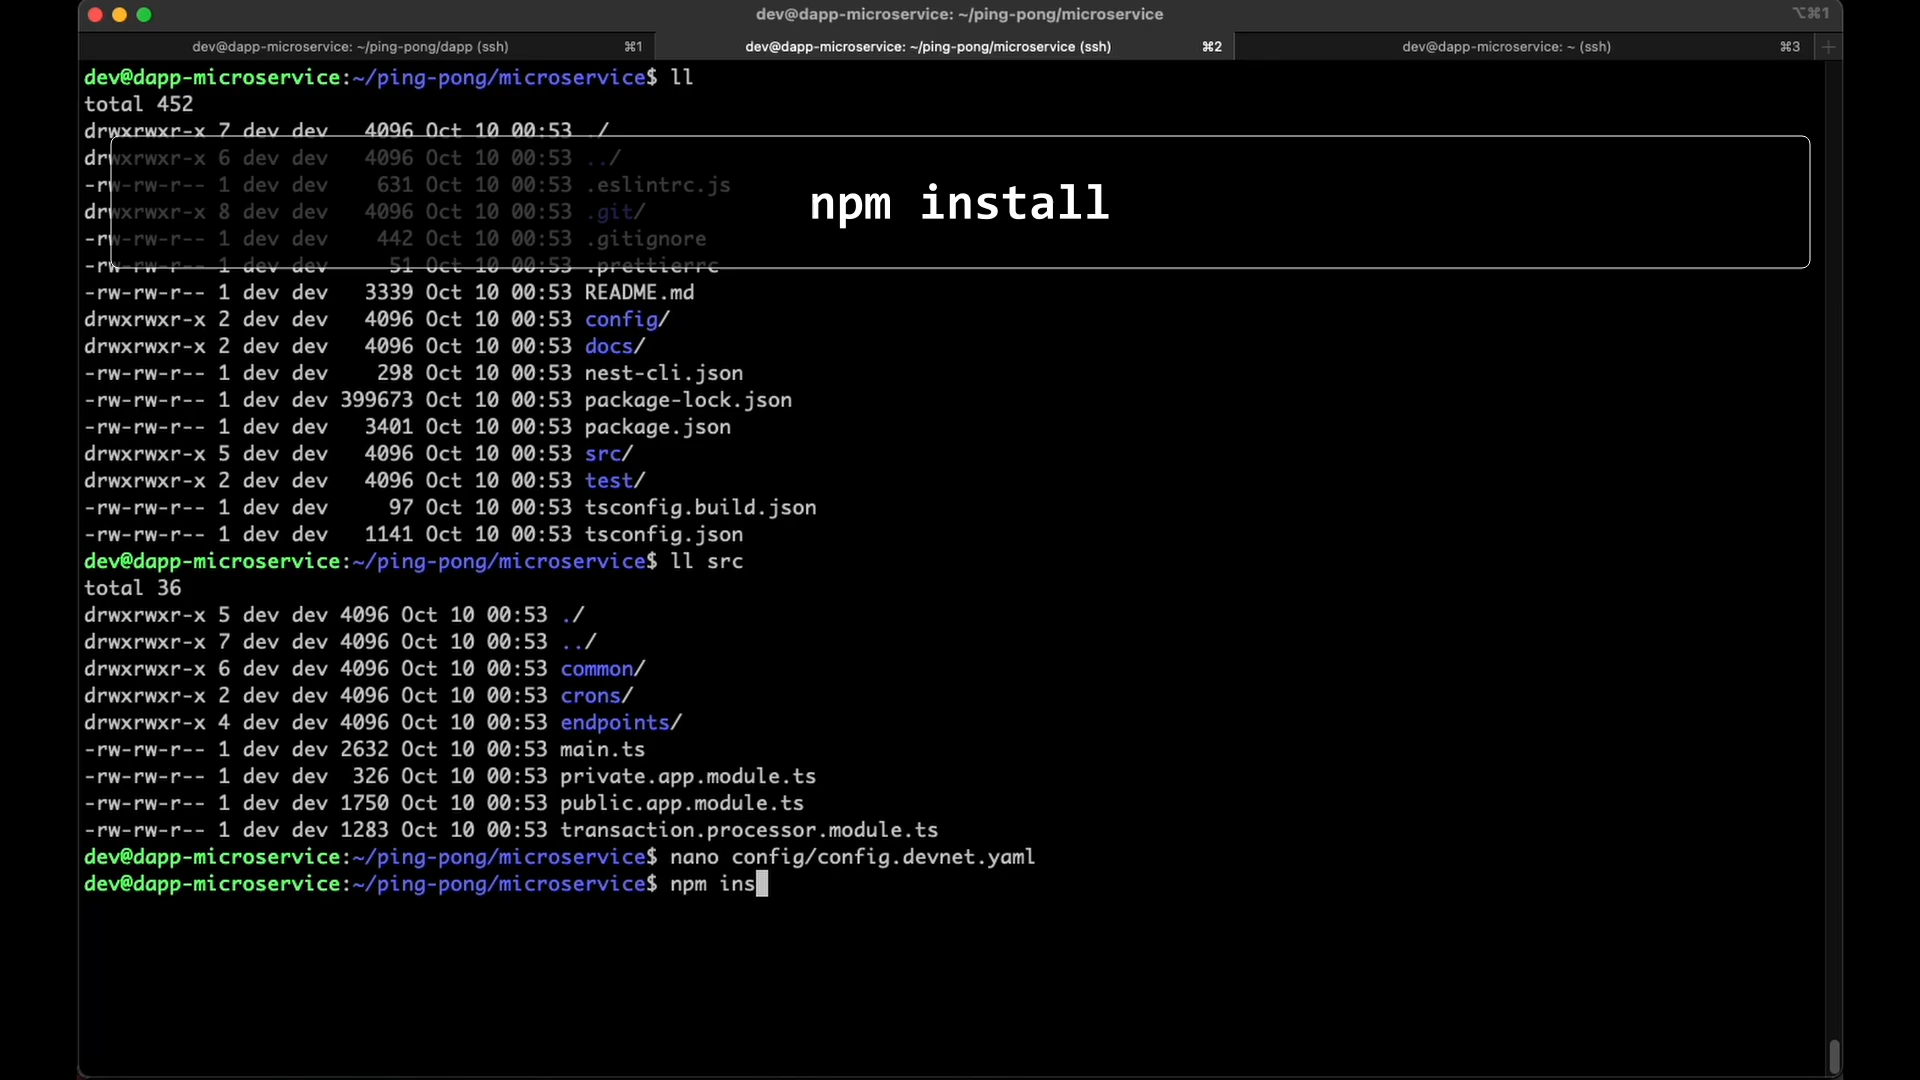 dev@dapp-microservice: ~/ping-pong/microservice
⌥⌘1
dev@dapp-microservice: ~/ping-pong/dapp (ssh) ⌘1
dev@dapp-microservice: ~/ping-pong/microservice (ssh) ⌘2
dev@dapp-microservice: ~ (ssh) ⌘3 +
dev@dapp-microservice:~/ping-pong/microservice$ ll
total 452
drwxrwxr-x 7 dev dev   4096 Oct 10 00:53 ./
drwxrwxr-x 6 dev dev   4096 Oct 10 00:53 ../
-rw-rw-r-- 1 dev dev    631 Oct 10 00:53 .eslintrc.js
drwxrwxr-x 8 dev dev   4096 Oct 10 00:53 .git/
-rw-rw-r-- 1 dev dev    442 Oct 10 00:53 .gitignore
-rw-rw-r-- 1 dev dev     51 Oct 10 00:53 .prettierrc
npm install
-rw-rw-r-- 1 dev dev   3339 Oct 10 00:53 README.md
drwxrwxr-x 2 dev dev   4096 Oct 10 00:53 config/
drwxrwxr-x 2 dev dev   4096 Oct 10 00:53 docs/
-rw-rw-r-- 1 dev dev    298 Oct 10 00:53 nest-cli.json
-rw-rw-r-- 1 dev dev 399673 Oct 10 00:53 package-lock.json
-rw-rw-r-- 1 dev dev   3401 Oct 10 00:53 package.json
drwxrwxr-x 5 dev dev   4096 Oct 10 00:53 src/
drwxrwxr-x 2 dev dev   4096 Oct 10 00:53 test/
-rw-rw-r-- 1 dev dev     97 Oct 10 00:53 tsconfig.build.json
-rw-rw-r-- 1 dev dev   1141 Oct 10 00:53 tsconfig.json
dev@dapp-microservice:~/ping-pong/microservice$ ll src
total 36
drwxrwxr-x 5 dev dev 4096 Oct 10 00:53 ./
drwxrwxr-x 7 dev dev 4096 Oct 10 00:53 ../
drwxrwxr-x 6 dev dev 4096 Oct 10 00:53 common/
drwxrwxr-x 2 dev dev 4096 Oct 10 00:53 crons/
drwxrwxr-x 4 dev dev 4096 Oct 10 00:53 endpoints/
-rw-rw-r-- 1 dev dev 2632 Oct 10 00:53 main.ts
-rw-rw-r-- 1 dev dev  326 Oct 10 00:53 private.app.module.ts
-rw-rw-r-- 1 dev dev 1750 Oct 10 00:53 public.app.module.ts
-rw-rw-r-- 1 dev dev 1283 Oct 10 00:53 transaction.processor.module.ts
dev@dapp-microservice:~/ping-pong/microservice$ nano config/config.devnet.yaml
dev@dapp-microservice:~/ping-pong/microservice$ npm ins